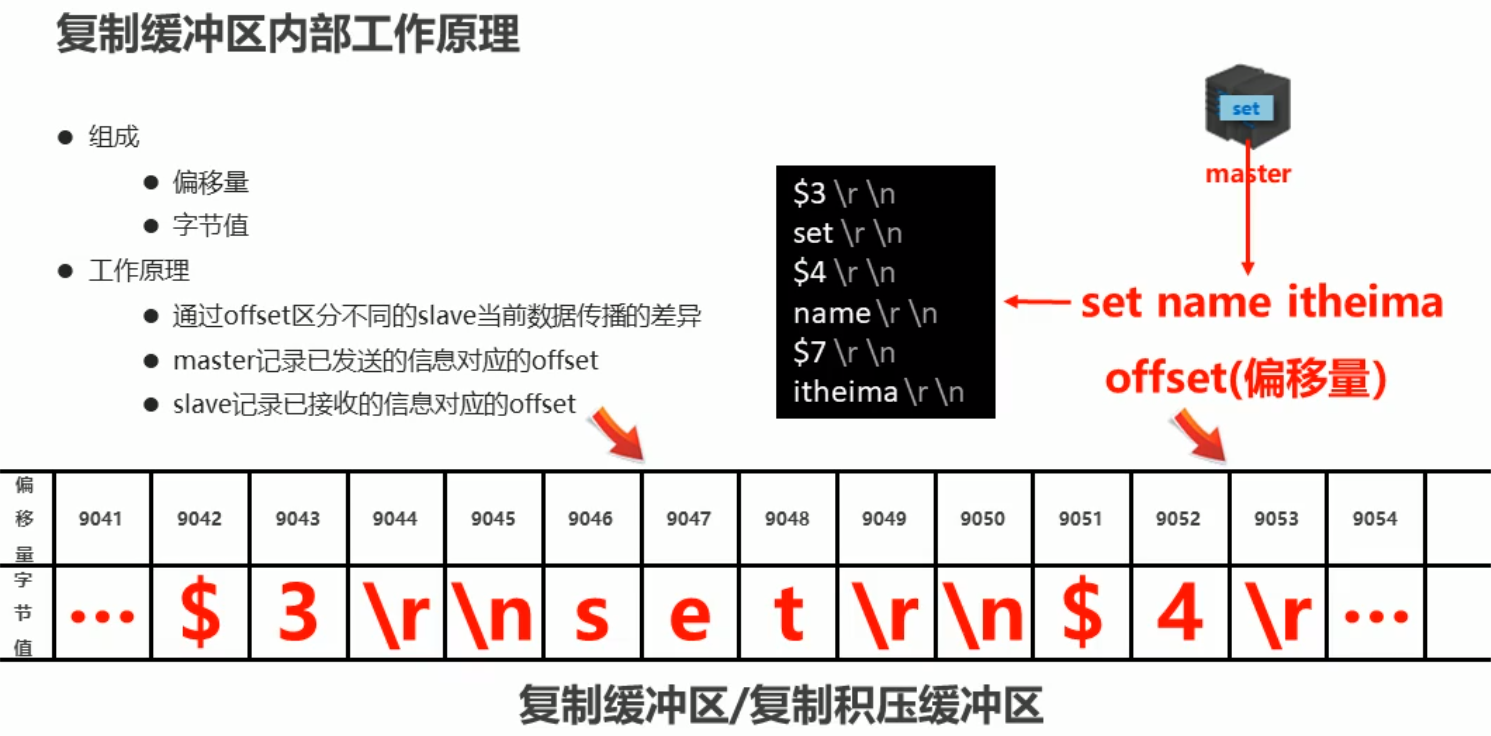 复制缓冲区内部工作原理
● 组成
● 偏移量
● 字节值
● 工作原理
● 通过offset区分不同的slave当前数据传播的差异
● master记录已发送的信息对应的offset
● slave记录已接收的信息对应的offset
set
master
set name itheima
offset(偏移量)
$3 \r \n
set \r \n
$4 \r \n
name \r \n
$7 \r \n
itheima \r \n
偏移量 9041 9042 9043 9044 9045 9046 9047 9048 9049 9050 9051 9052 9053 9054
字节值 ... $ 3 \r \n s e t \r \n $ 4 \r ...
复制缓冲区/复制积压缓冲区